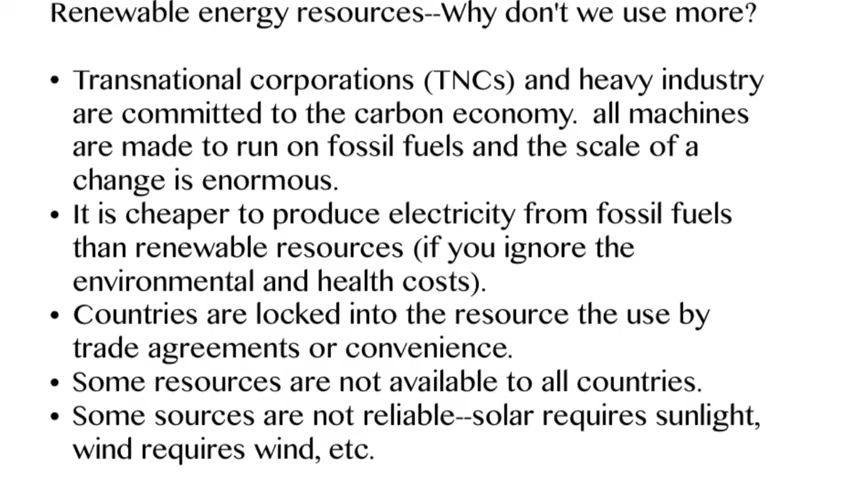 Renewable energy resources--Why don't we use more?
• Transnational corporations (TNCs) and heavy industry
are committed to the carbon economy.  all machines
are made to run on fossil fuels and the scale of a
change is enormous.
• It is cheaper to produce electricity from fossil fuels
than renewable resources (if you ignore the
environmental and health costs).
• Countries are locked into the resource the use by
trade agreements or convenience.
• Some resources are not available to all countries.
• Some sources are not reliable--solar requires sunlight,
wind requires wind, etc.